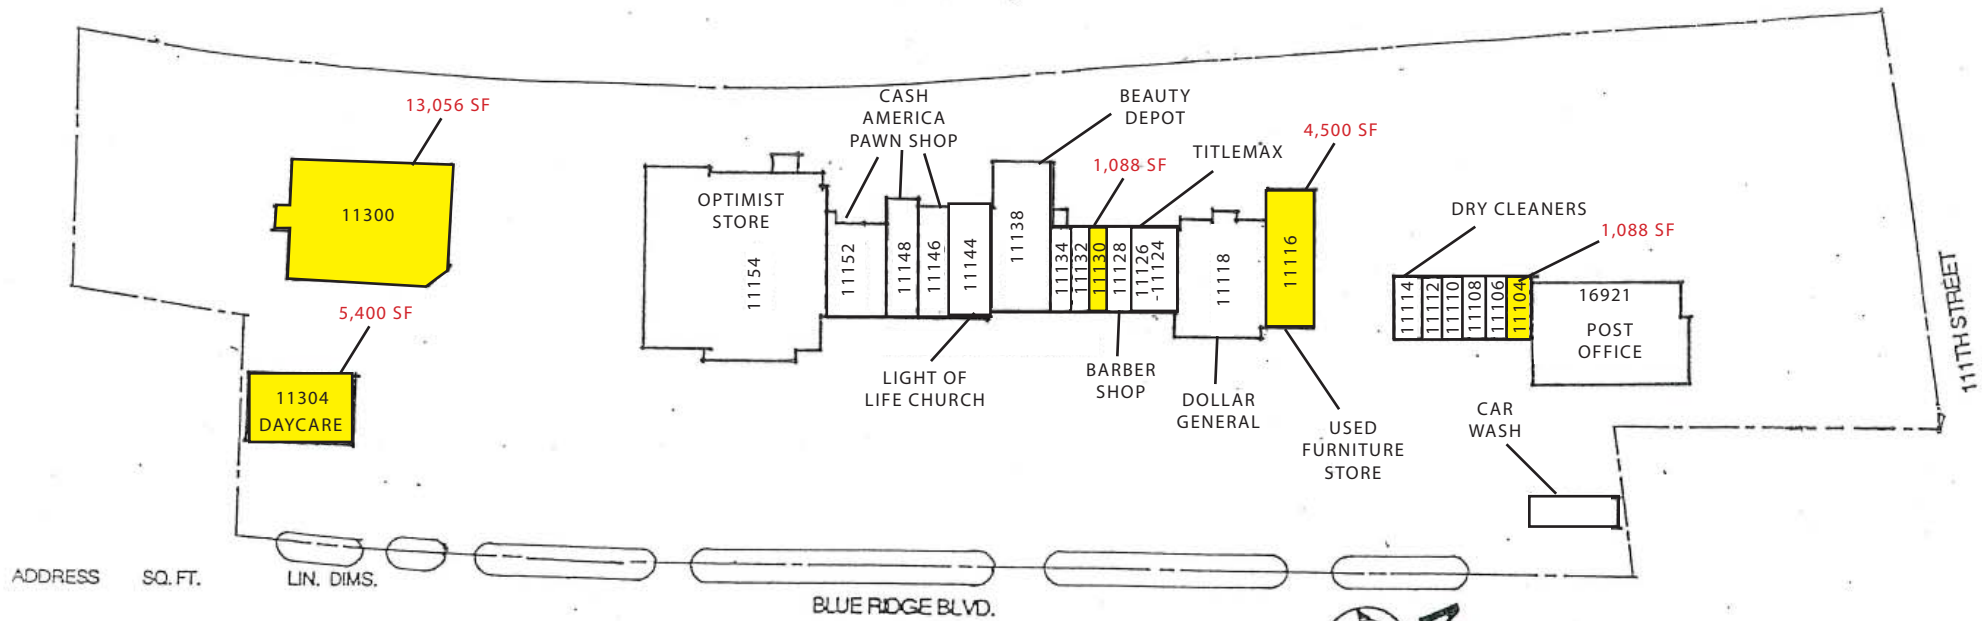 13,056 SF
11300
5,400 SF
11304
DAYCARE
OPTIMIST
STORE
11154
CASH
AMERICA
PAWN SHOP
11152
11148
11146
11144
LIGHT OF
LIFE CHURCH
BEAUTY
DEPOT
11138
1,088 SF
TITLEMAX
11134
11132
11130
11128
11126
-11124
BARBER
SHOP
11118
DOLLAR
GENERAL
4,500 SF
11116
USED
FURNITURE
STORE
DRY CLEANERS
1,088 SF
11114
11112
11110
11108
11106
11104
16921
POST
OFFICE
CAR
WASH
111TH STREET
ADDRESS SQ. FT. LIN. DIMS.
BLUE RIDGE BLVD.